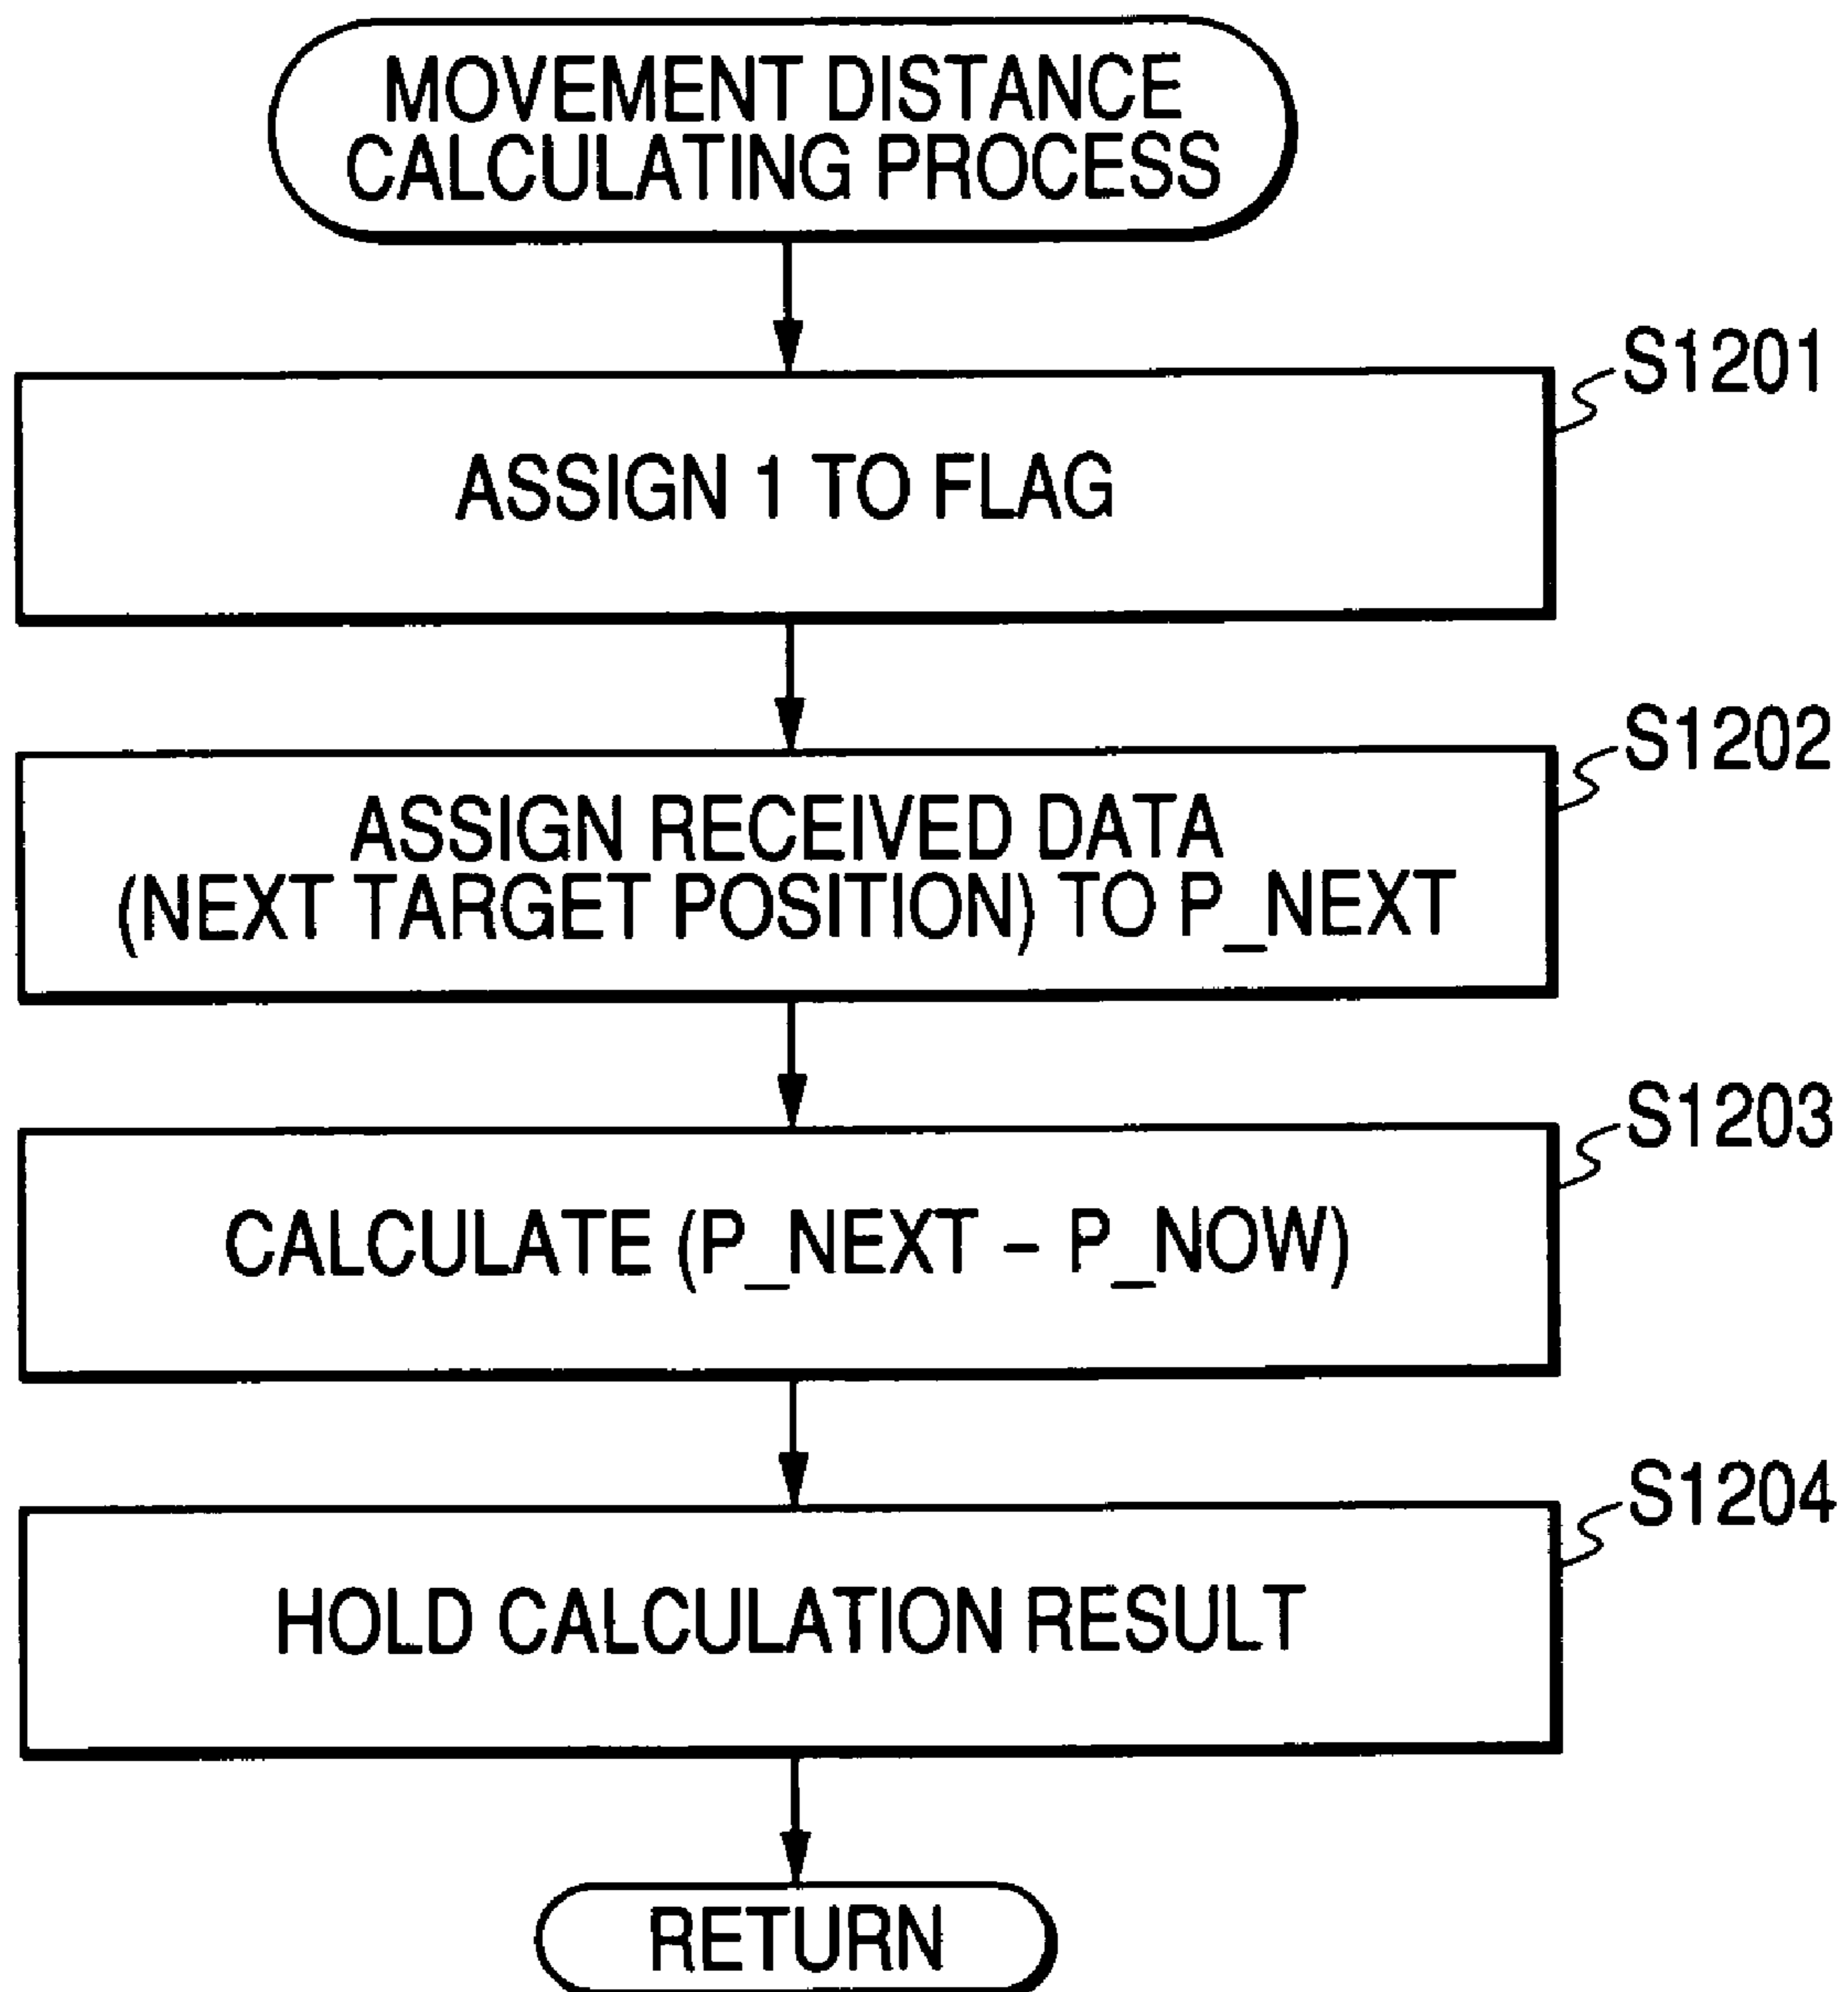 MOVEMENT DISTANCE
CALCULATING PROCESS
S1201
ASSIGN 1 TO FLAG
S1202
ASSIGN RECEIVED DATA
(NEXT TARGET POSITION) TO P_NEXT
S1203
CALCULATE (P_NEXT – P_NOW)
S1204
HOLD CALCULATION RESULT
RETURN